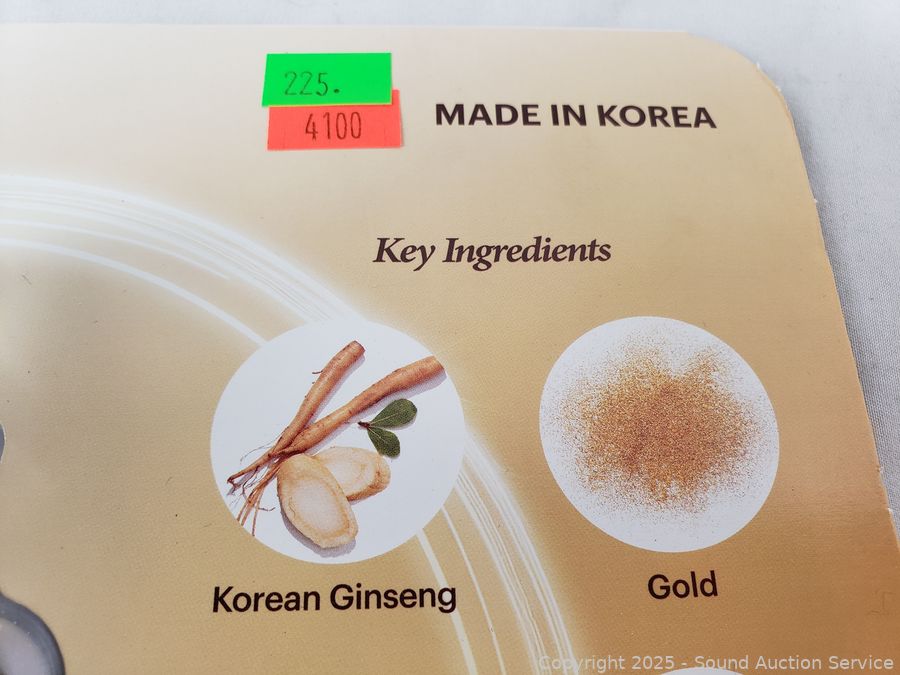 225.
4100
MADE IN KOREA
Key Ingredients
Korean Ginseng
Gold
Copyright 2025 - Sound Auction Service